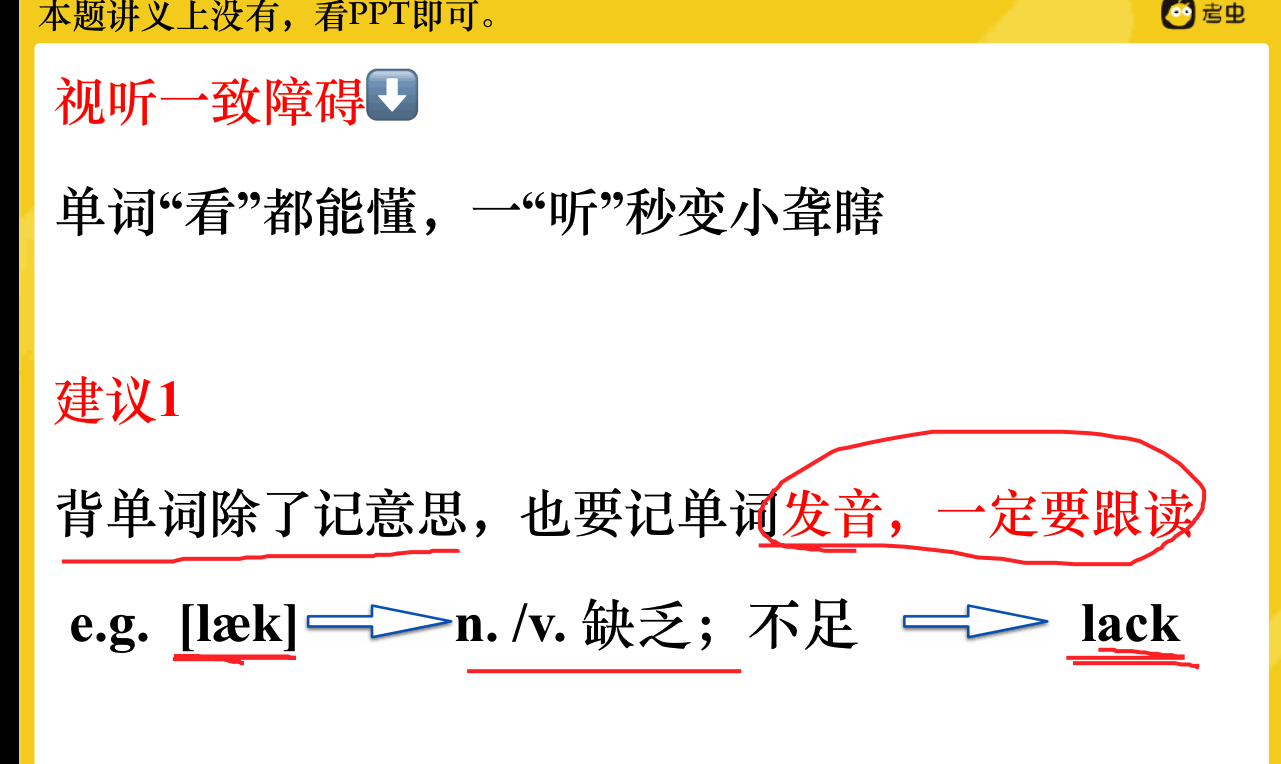 本题讲义上没有，看PPT即可。
考虫
视听一致障碍⬇️
单词“看”都能懂，一“听”秒变小聋瞎
建议1
背单词除了记意思，也要记单词发音，一定要跟读
e.g. [læk] n. /v. 缺乏；不足 lack